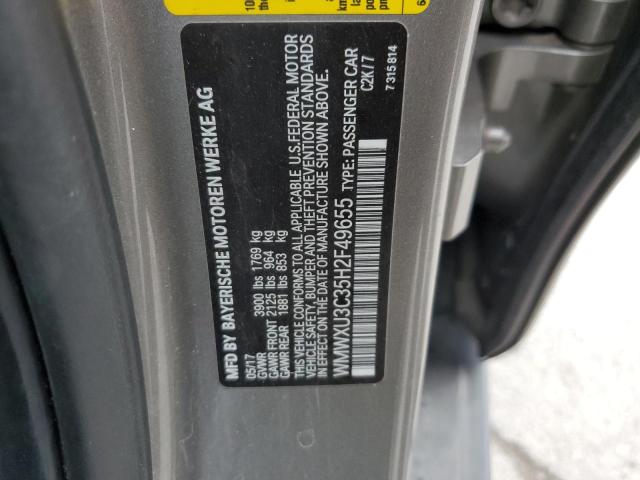 MFD BY BAYERISCHE MOTOREN WERKE AG
05/17
GVWR 3900 lbs 1769 kg
GAWR FRONT 2125 lbs 964 kg
GAWR REAR 1881 lbs 853 kg
THIS VEHICLE CONFORMS TO ALL APPLICABLE U.S.FEDERAL MOTOR
VEHICLE SAFETY, BUMPER AND THEFT PREVENTION STANDARDS
IN EFFECT ON THE DATE OF MANUFACTURE SHOWN ABOVE.
WMWXU3C35H2F49655 TYPE: PASSENGER CAR
C2K/7
7 315 814